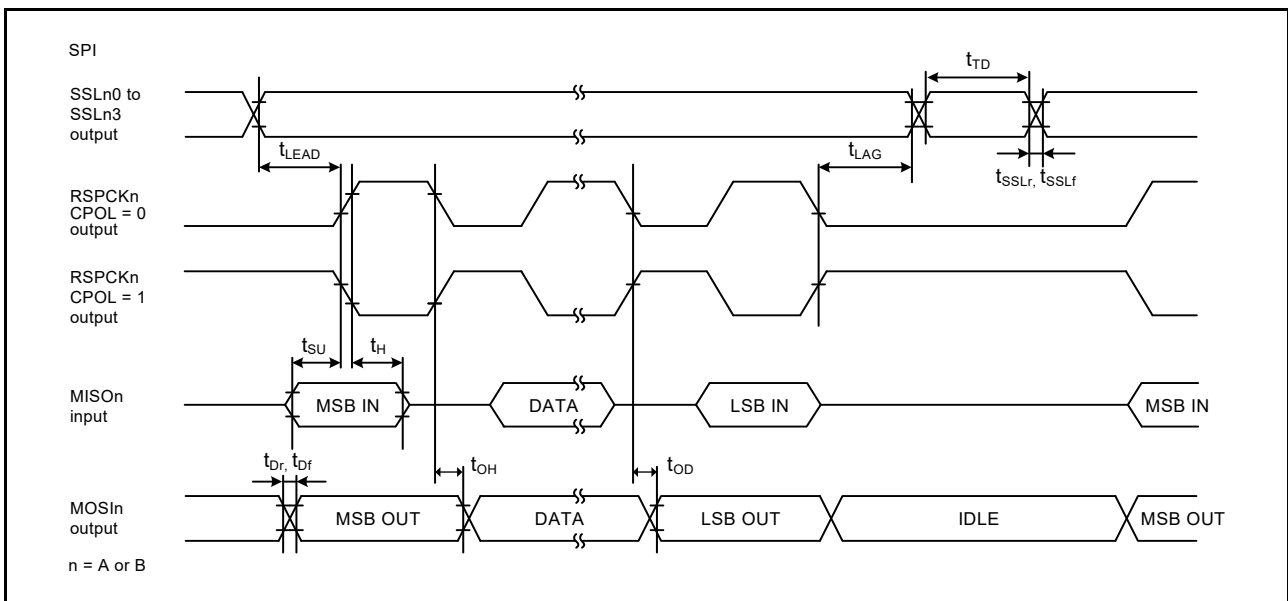 SPI
SSLn0 to
SSLn3
output
tTD
tLEAD
tLAG
tSSLr, tSSLf
RSPCKn
CPOL = 0
output
RSPCKn
CPOL = 1
output
tSU
tH
MISOn
input
MSB IN
DATA
LSB IN
MSB IN
tDr, tDf
tOH
tOD
MOSIn
output
MSB OUT
DATA
LSB OUT
IDLE
MSB OUT
n = A or B